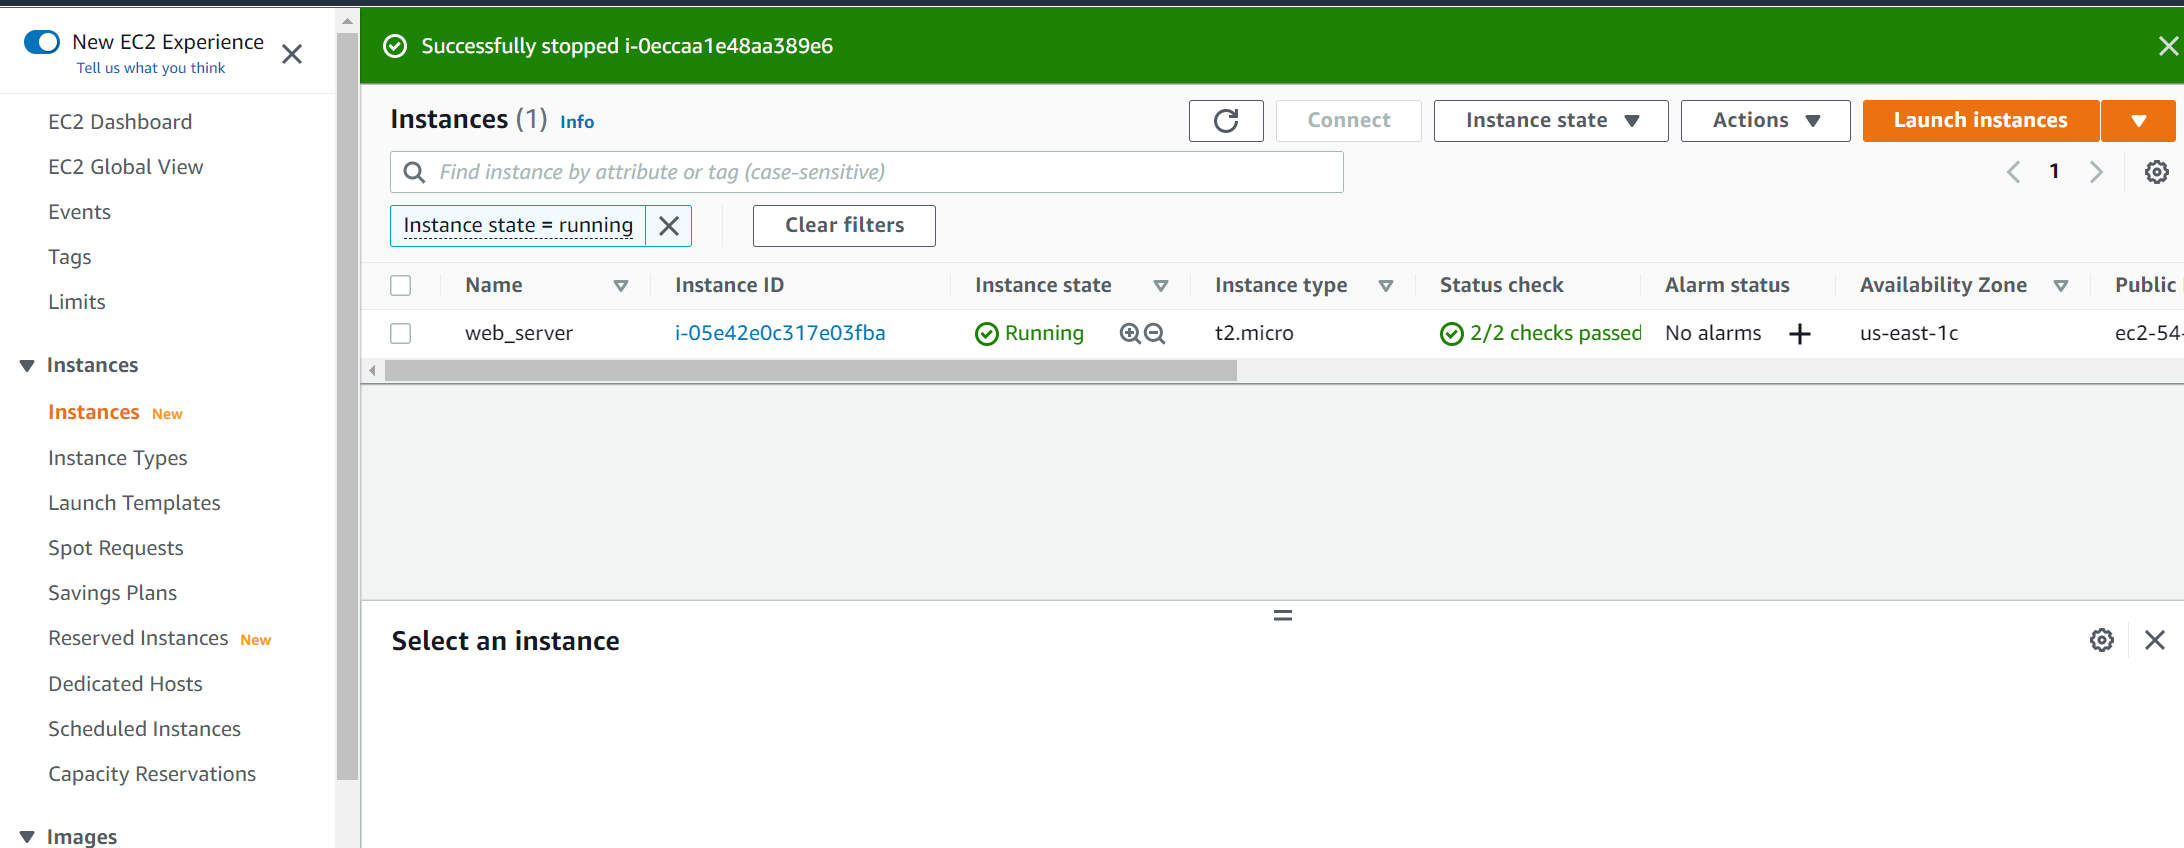 New EC2 Experience
Tell us what you think
EC2 Dashboard
EC2 Global View
Events
Tags
Limits
Instances
Instances New
Instance Types
Launch Templates
Spot Requests
Savings Plans
Reserved Instances New
Dedicated Hosts
Scheduled Instances
Capacity Reservations
Images
Successfully stopped i-0eccaa1e48aa389e6
Instances (1) Info
Connect
Instance state
Actions
Launch instances
Find instance by attribute or tag (case-sensitive)
1
Instance state = running
Clear filters
Name Instance ID Instance state Instance type Status check Alarm status Availability Zone Public
web_server i-05e42e0c317e03fba Running t2.micro 2/2 checks passed No alarms us-east-1c ec2-54-
Select an instance